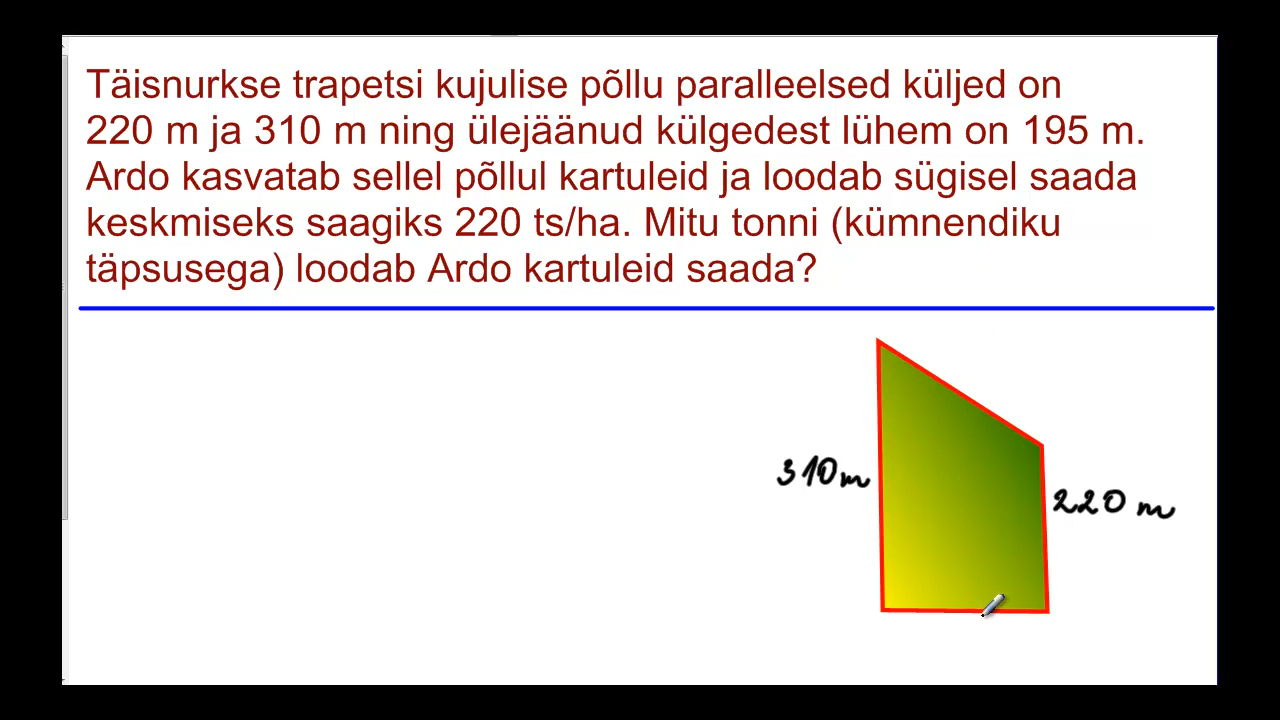 Täisnurkse trapetsi kujulise põllu paralleelsed küljed on
220 m ja 310 m ning ülejäänud külgedest lühem on 195 m.
Ardo kasvatab sellel põllul kartuleid ja loodab sügisel saada
keskmiseks saagiks 220 ts/ha. Mitu tonni (kümnendiku
täpsusega) loodab Ardo kartuleid saada?
310 m
220 m